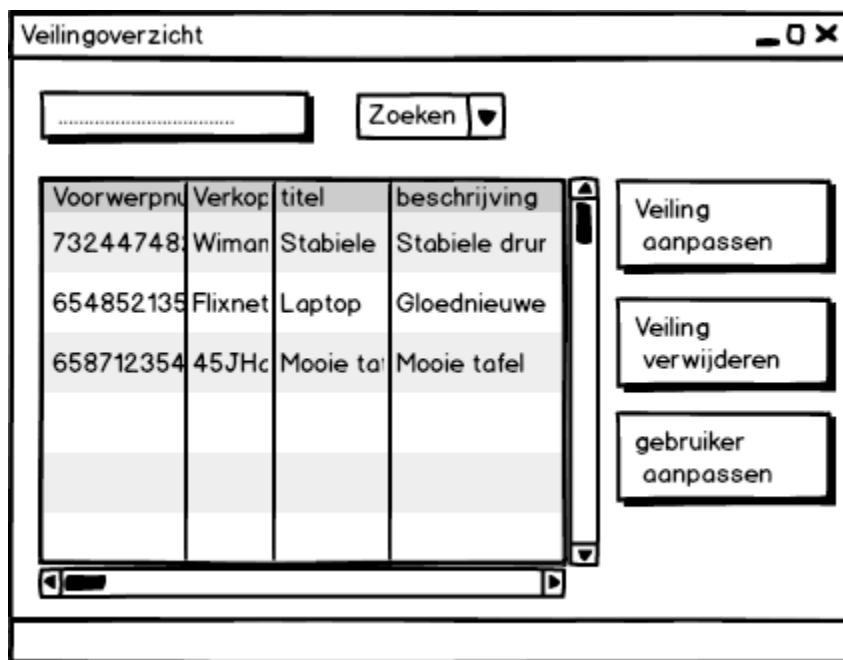 Veilingoverzicht
....................................
Zoeken
Voorwerpnu Verkop titel beschrijving
73244748 Wiman Stabiele Stabiele drur
654852135 Flixnet Laptop Gloednieuwe
658712354 45JHc Mooie ta Mooie tafel
Veiling
aanpassen
Veiling
verwijderen
gebruiker
aanpassen